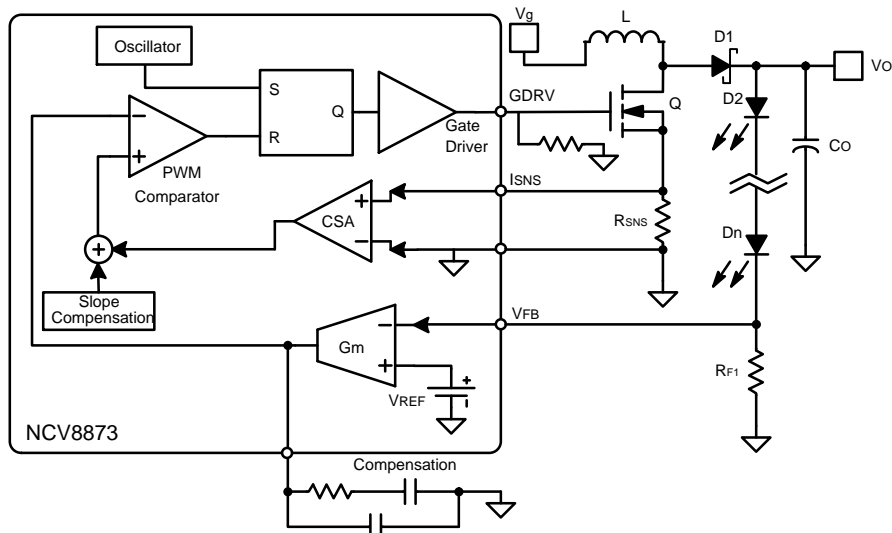 Oscillator
S
Q
R
PWM
Comparator
Gate
Driver
GDRV
Vg
L
D1
VO
Q
D2
CO
ISNS
CSA
RSNS
Dn
Slope
Compensation
VFB
Gm
VREF
RF1
NCV8873
Compensation